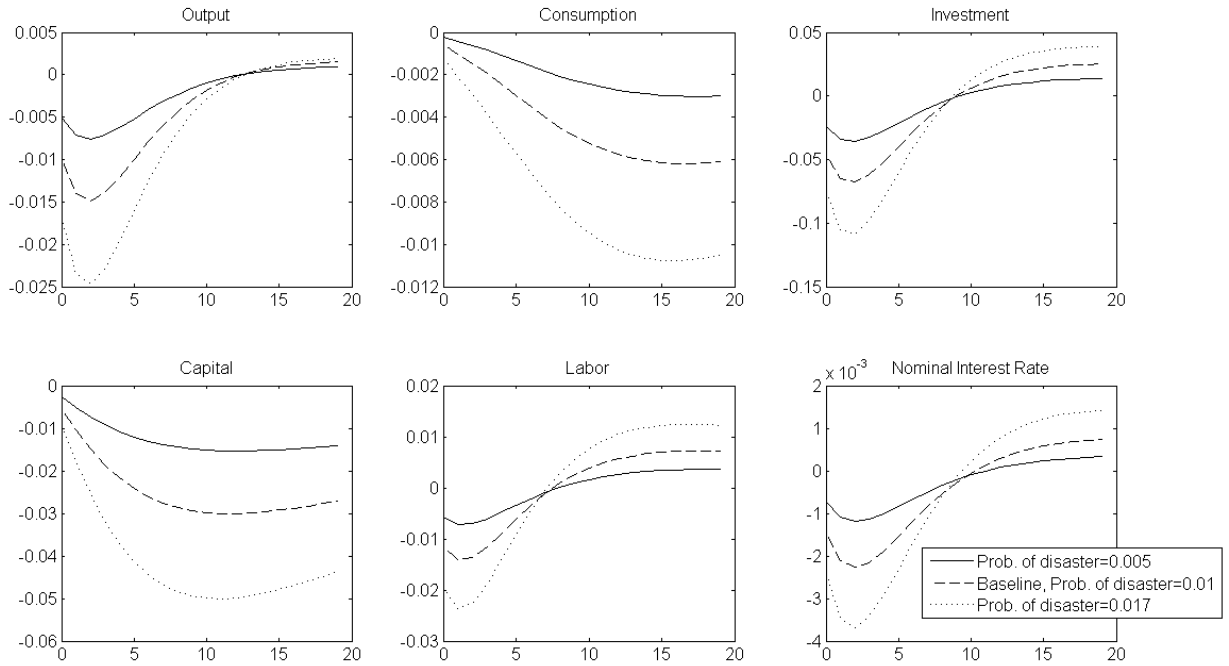 Output
Consumption
Investment
0.005
0
-0.005
-0.01
-0.015
-0.02
-0.025
0 5 10 15 20
0
-0.002
-0.004
-0.006
-0.008
-0.01
-0.012
0 5 10 15 20
0.05
0
-0.05
-0.1
-0.15
0 5 10 15 20
Capital
Labor
Nominal Interest Rate
0
-0.01
-0.02
-0.03
-0.04
-0.05
-0.06
0 5 10 15 20
0.02
0.01
0
-0.01
-0.02
-0.03
0 5 10 15 20
x 10⁻³
2
1
0
-1
-2
-3
-4
0 5 10 15 20
Prob. of disaster=0.005
Baseline, Prob. of disaster=0.01
Prob. of disaster=0.017